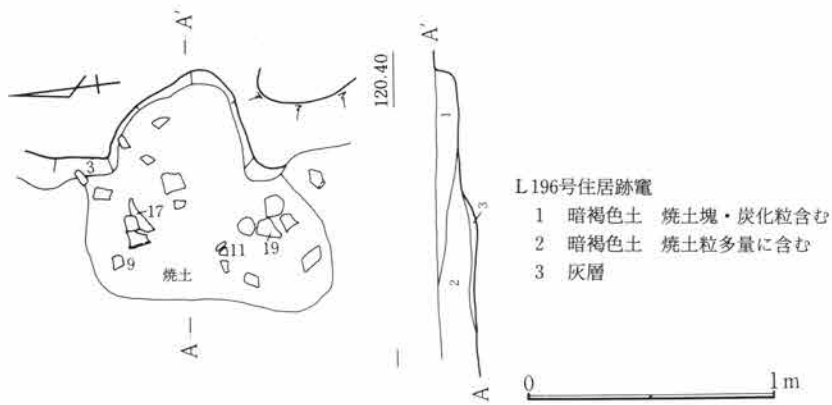 A'
3
17
9
11
19
焼土
A
120.40
A'
1
3
2
A
L196号住居跡竈
1 暗褐色土 焼土塊・炭化粒含む
2 暗褐色土 焼土粒多量に含む
3 灰層
0 1m